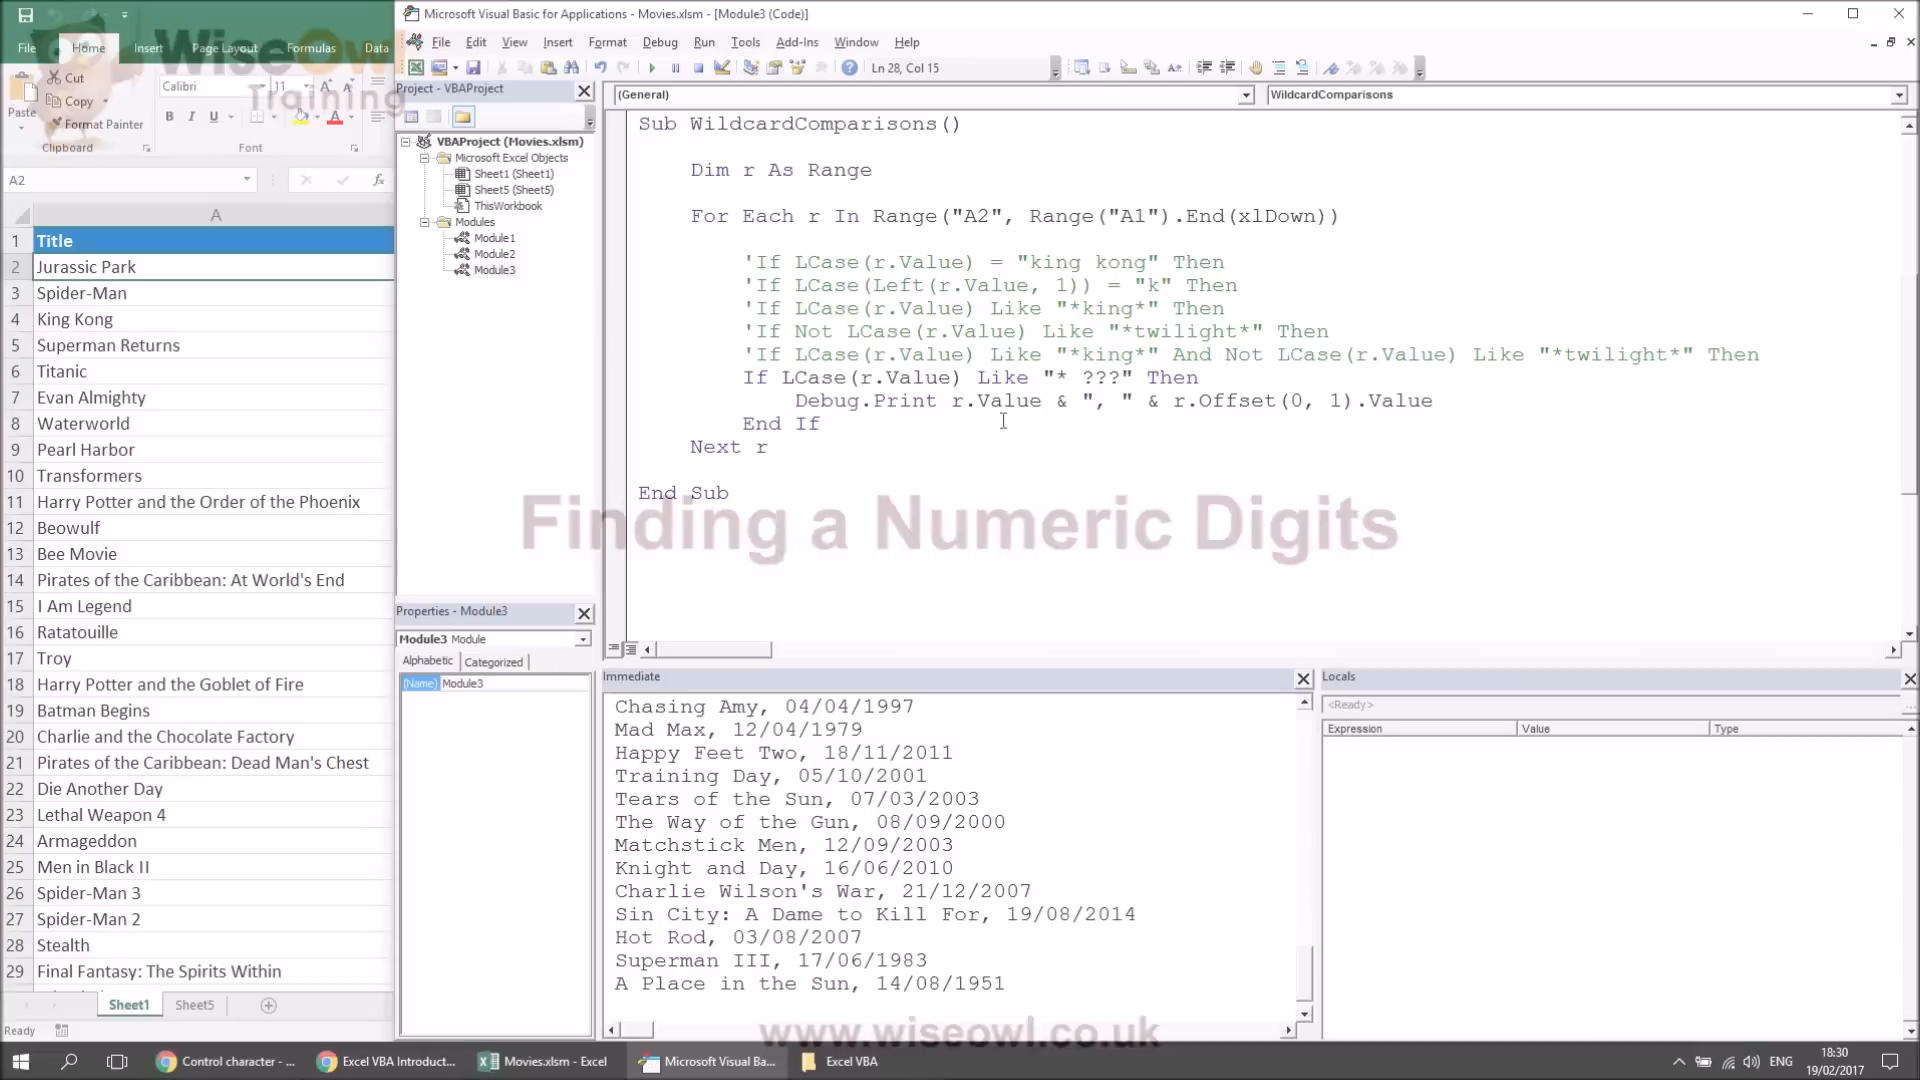 Microsoft Visual Basic for Applications - Movies.xlsm - [Module3 (Code)]
WiseOwl
Training
File Home Insert Page Layout Formulas Data
File Edit View Insert Format Debug Run Tools Add-Ins Window Help
Cut
Copy
Format Painter
Paste
Clipboard
Calibri 11
B I U
Font
Ln 28, Col 15
Project - VBAProject
VBAProject (Movies.xlsm)
Microsoft Excel Objects
Sheet1 (Sheet1)
Sheet5 (Sheet5)
ThisWorkbook
Modules
Module1
Module2
Module3
(General)
WildcardComparisons
Sub WildcardComparisons()
Dim r As Range
For Each r In Range("A2", Range("A1").End(xlDown))
'If LCase(r.Value) = "king kong" Then
'If LCase(Left(r.Value, 1)) = "k" Then
'If LCase(r.Value) Like "*king*" Then
'If Not LCase(r.Value) Like "*twilight*" Then
'If LCase(r.Value) Like "*king*" And Not LCase(r.Value) Like "*twilight*" Then
If LCase(r.Value) Like "* ???" Then
Debug.Print r.Value & ", " & r.Offset(0, 1).Value
End If
Next r
End Sub
Finding a Numeric Digits
A2
fx
A
1 Title
2 Jurassic Park
3 Spider-Man
4 King Kong
5 Superman Returns
6 Titanic
7 Evan Almighty
8 Waterworld
9 Pearl Harbor
10 Transformers
11 Harry Potter and the Order of the Phoenix
12 Beowulf
13 Bee Movie
14 Pirates of the Caribbean: At World's End
15 I Am Legend
16 Ratatouille
17 Troy
18 Harry Potter and the Goblet of Fire
19 Batman Begins
20 Charlie and the Chocolate Factory
21 Pirates of the Caribbean: Dead Man's Chest
22 Die Another Day
23 Lethal Weapon 4
24 Armageddon
25 Men in Black II
26 Spider-Man 3
27 Spider-Man 2
28 Stealth
29 Final Fantasy: The Spirits Within
Sheet1 Sheet5
Ready
Properties - Module3
Module3 Module
Alphabetic Categorized
(Name) Module3
Immediate
Chasing Amy, 04/04/1997
Mad Max, 12/04/1979
Happy Feet Two, 18/11/2011
Training Day, 05/10/2001
Tears of the Sun, 07/03/2003
The Way of the Gun, 08/09/2000
Matchstick Men, 12/09/2003
Knight and Day, 16/06/2010
Charlie Wilson's War, 21/12/2007
Sin City: A Dame to Kill For, 19/08/2014
Hot Rod, 03/08/2007
Superman III, 17/06/1983
A Place in the Sun, 14/08/1951
Locals
<Ready>
Expression Value Type
www.wiseowl.co.uk
Control character - ... Excel VBA Introduct... Movies.xlsm - Excel Microsoft Visual Ba... Excel VBA
ENG
18:30
19/02/2017